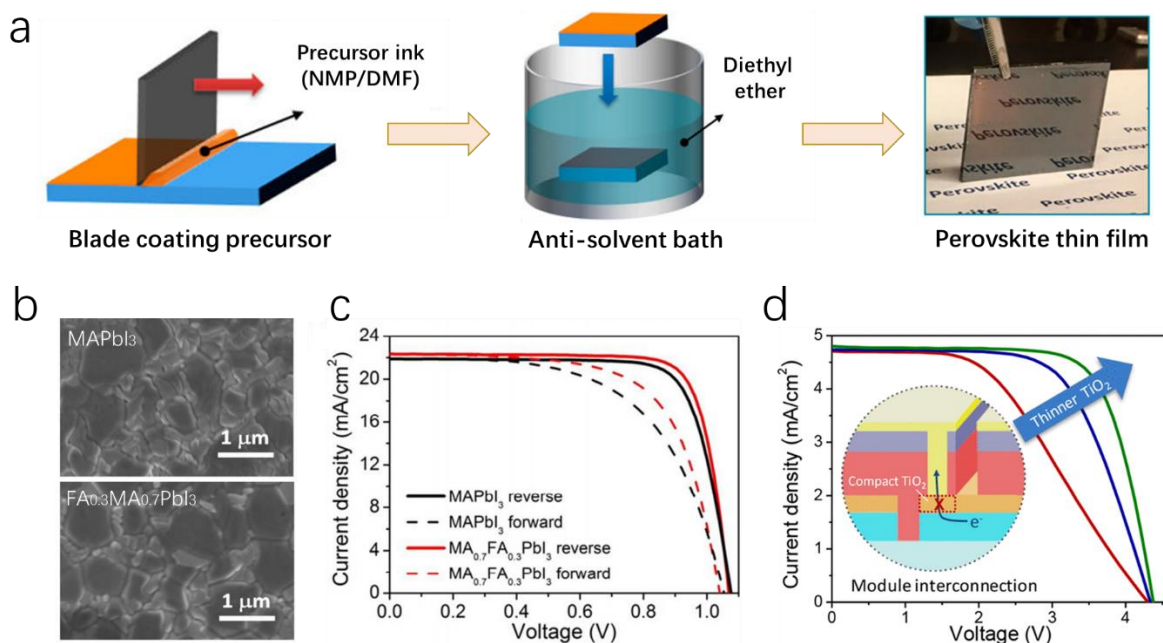 a
Precursor ink
(NMP/DMF)
Diethyl
ether
Perovskite
Perovskite
Perovskite
Perovskite
Blade coating precursor
Anti-solvent bath
Perovskite thin film
b
MAPbI₃
1 μm
FA₀.₃MA₀.₇PbI₃
1 μm
c
24
20
16
12
8
4
0
Current density (mA/cm²)
MAPbI₃ reverse
MAPbI₃ forward
MA₀.₇FA₀.₃PbI₃ reverse
MA₀.₇FA₀.₃PbI₃ forward
0.0 0.2 0.4 0.6 0.8 1.0
Voltage (V)
d
5
4
3
2
1
0
Current density (mA/cm²)
Thinner TiO₂
Compact TiO₂
X
e⁻
Module interconnection
0 1 2 3 4
Voltage (V)